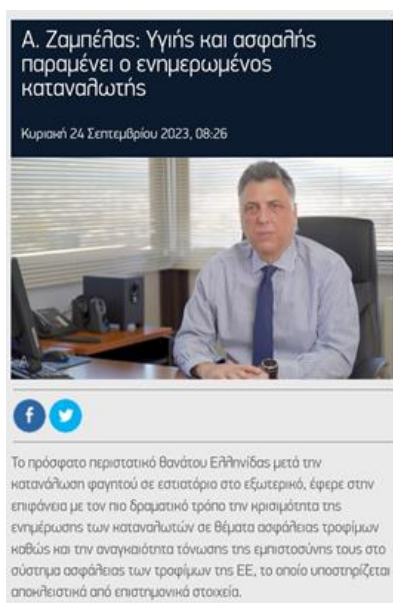 Α. Ζαμπέλας: Υγιής και ασφαλής
παραμένει ο ενημερωμένος
καταναλωτής
Κυριακή 24 Σεπτεμβρίου 2023, 08:26
Το πρόσφατο περιστατικό θανάτου Ελληνίδας μετά την
κατανάλωση φαγητού σε εστιατόριο στο εξωτερικό, έφερε στην
επιφάνεια με τον πιο δραματικό τρόπο την κρισιμότητα της
ενημέρωσης των καταναλωτών σε θέματα ασφάλειας τροφίμων
καθώς και την αναγκαιότητα τόνωσης της εμπιστοσύνης τους στο
σύστημα ασφάλειας των τροφίμων της ΕΕ, το οποίο υποστηρίζεται
αποκλειστικά από επιστημονικά στοιχεία.